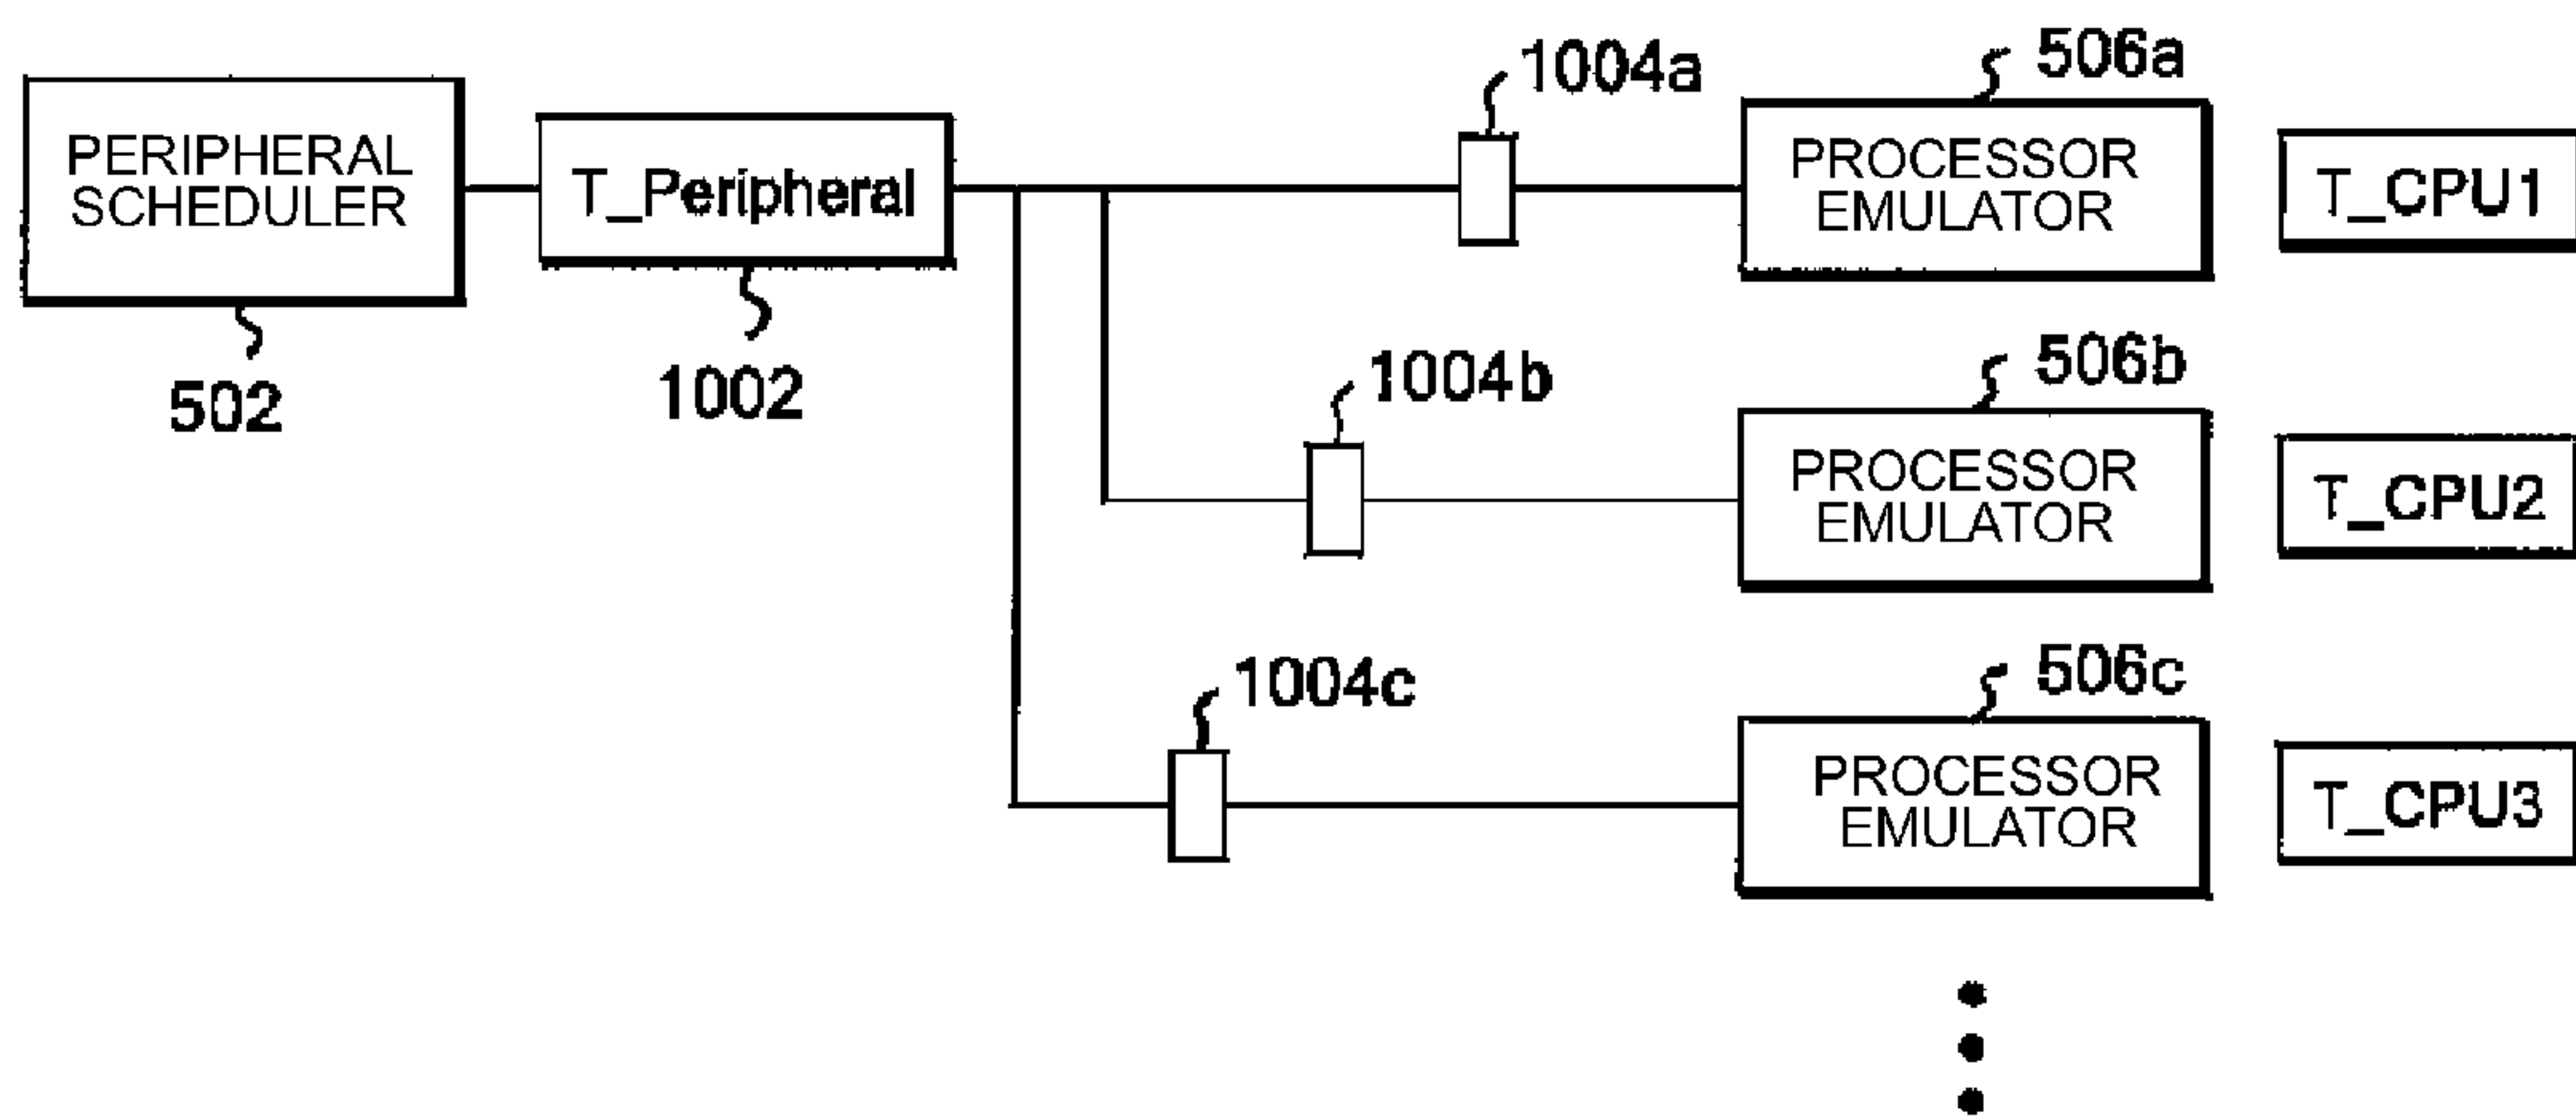 1004a
506a
PERIPHERAL
SCHEDULER
T_Peripheral
PROCESSOR
EMULATOR
T_CPU1
502
1002
1004b
506b
PROCESSOR
EMULATOR
T_CPU2
1004c
506c
PROCESSOR
EMULATOR
T_CPU3